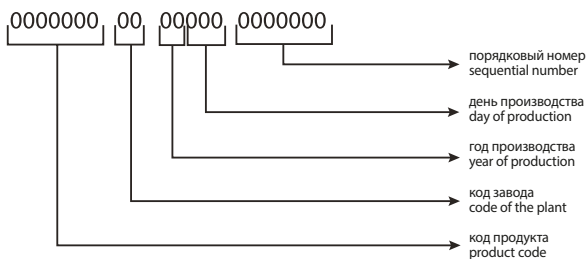 0000000 00 00000 0000000
порядковый номер
sequential number
день производства
day of production
год производства
year of production
код завода
code of the plant
код продукта
product code